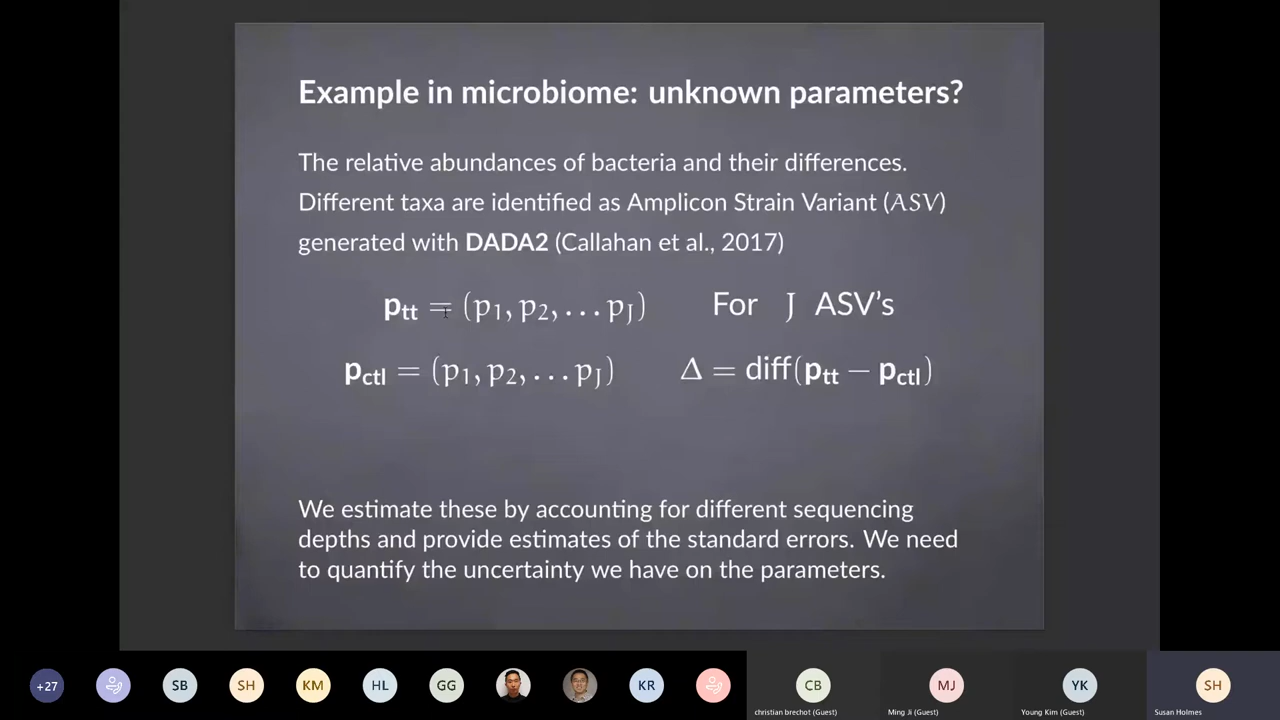 Example in microbiome: unknown parameters?
The relative abundances of bacteria and their differences.
Different taxa are identified as Amplicon Strain Variant (ASV)
generated with DADA2 (Callahan et al., 2017)
p_tt = (p_1, p_2, ... p_J) For J ASV's
p_ctl = (p_1, p_2, ... p_J) Δ = diff(p_tt − p_ctl)
We estimate these by accounting for different sequencing
depths and provide estimates of the standard errors. We need
to quantify the uncertainty we have on the parameters.
+27 SB SH KM HL GG KR CB MJ YK SH
christian brechot (Guest) Ming Ji (Guest) Young Kim (Guest) Susan Holmes